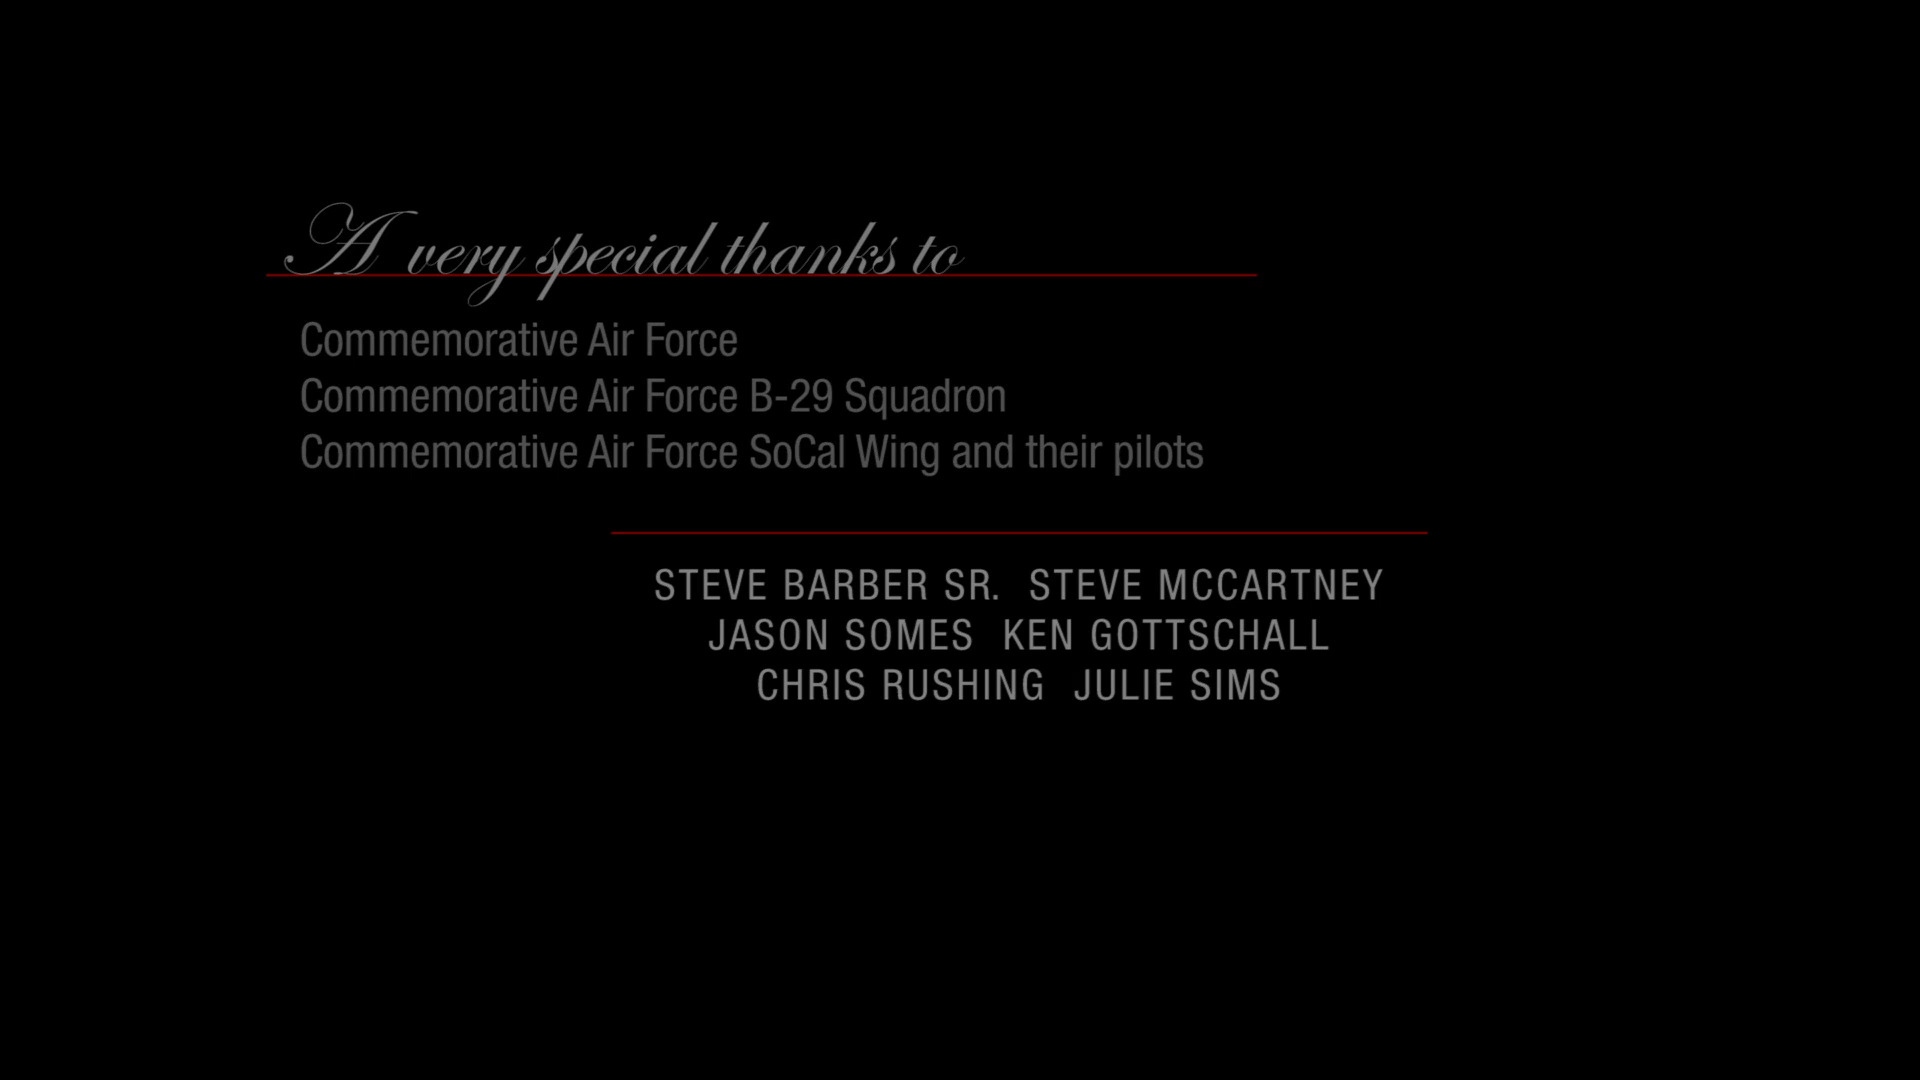 A very special thanks to
Commemorative Air Force
Commemorative Air Force B-29 Squadron
Commemorative Air Force SoCal Wing and their pilots
STEVE BARBER SR. STEVE MCCARTNEY
JASON SOMES KEN GOTTSCHALL
CHRIS RUSHING JULIE SIMS